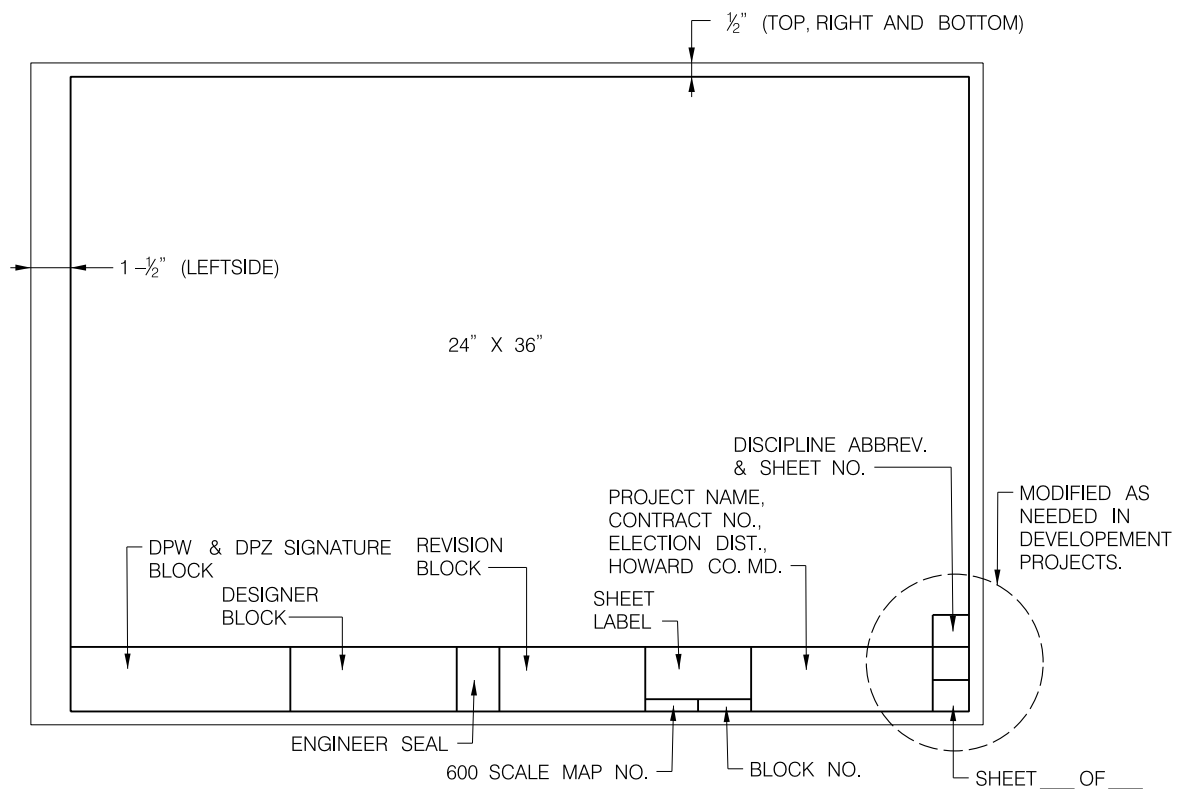 ½” (TOP, RIGHT AND BOTTOM)
1-½” (LEFTSIDE)
24” X 36”
DISCIPLINE ABBREV.
& SHEET NO.
MODIFIED AS
NEEDED IN
DEVELOPEMENT
PROJECTS.
PROJECT NAME,
CONTRACT NO.,
ELECTION DIST.,
HOWARD CO. MD.
DPW & DPZ SIGNATURE
BLOCK
REVISION
BLOCK
DESIGNER
BLOCK
SHEET
LABEL
ENGINEER SEAL
600 SCALE MAP NO.
BLOCK NO.
SHEET ___ OF ___